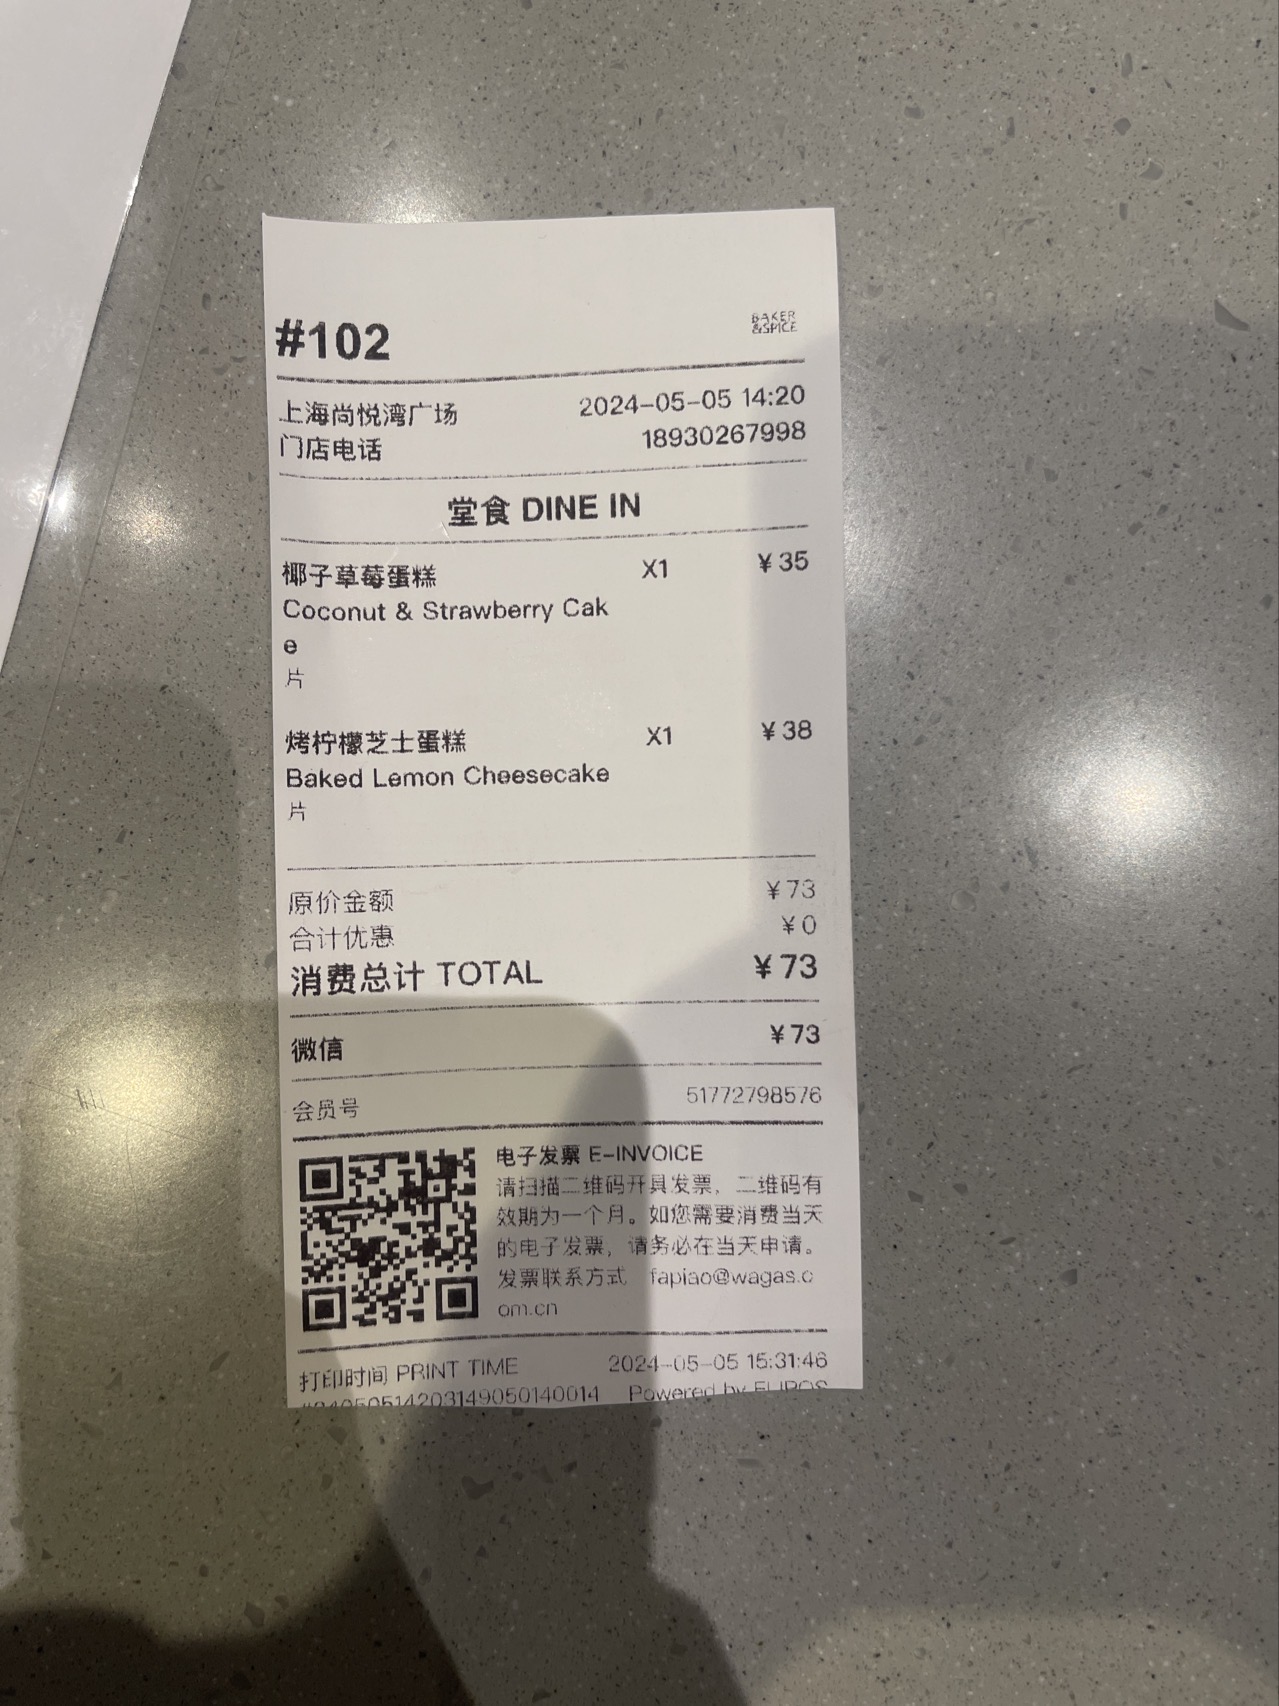 #102
BAKER
&SPICE
上海尚悦湾广场 2024-05-05 14:20
门店电话 18930267998
堂食 DINE IN
椰子草莓蛋糕 X1 ¥35
Coconut & Strawberry Cak
e
片
烤柠檬芝士蛋糕 X1 ¥38
Baked Lemon Cheesecake
片
原价金额 ¥73
合计优惠 ¥0
消费总计 TOTAL ¥73
微信 ¥73
会员号 51772798576
电子发票 E-INVOICE
请扫描二维码开具发票，二维码有
效期为一个月。如您需要消费当天
的电子发票，请务必在当天申请。
发票联系方式 fapiao@wagas.c
om.cn
打印时间 PRINT TIME 2024-05-05 15:31:46
#2405051420314905014​0014 Powered by